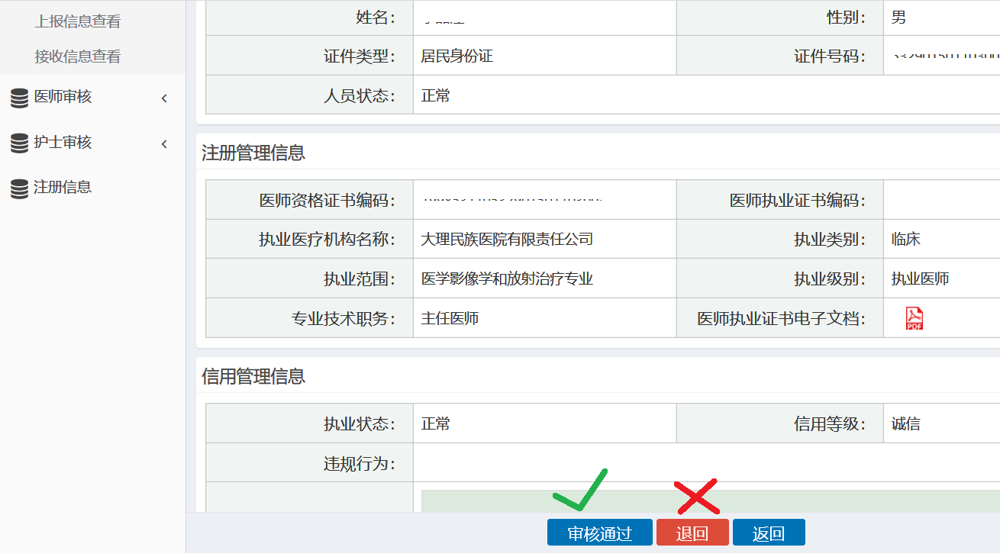 上报信息查看
接收信息查看
医师审核
护士审核
注册信息
姓名： 性别： 男
证件类型： 居民身份证 证件号码：
人员状态： 正常
注册管理信息
医师资格证书编码： 医师执业证书编码：
执业医疗机构名称： 大理民族医院有限责任公司 执业类别： 临床
执业范围： 医学影像学和放射治疗专业 执业级别： 执业医师
专业技术职务： 主任医师 医师执业证书电子文档： PDF
信用管理信息
执业状态： 正常 信用等级： 诚信
违规行为：
审核通过 退回 返回